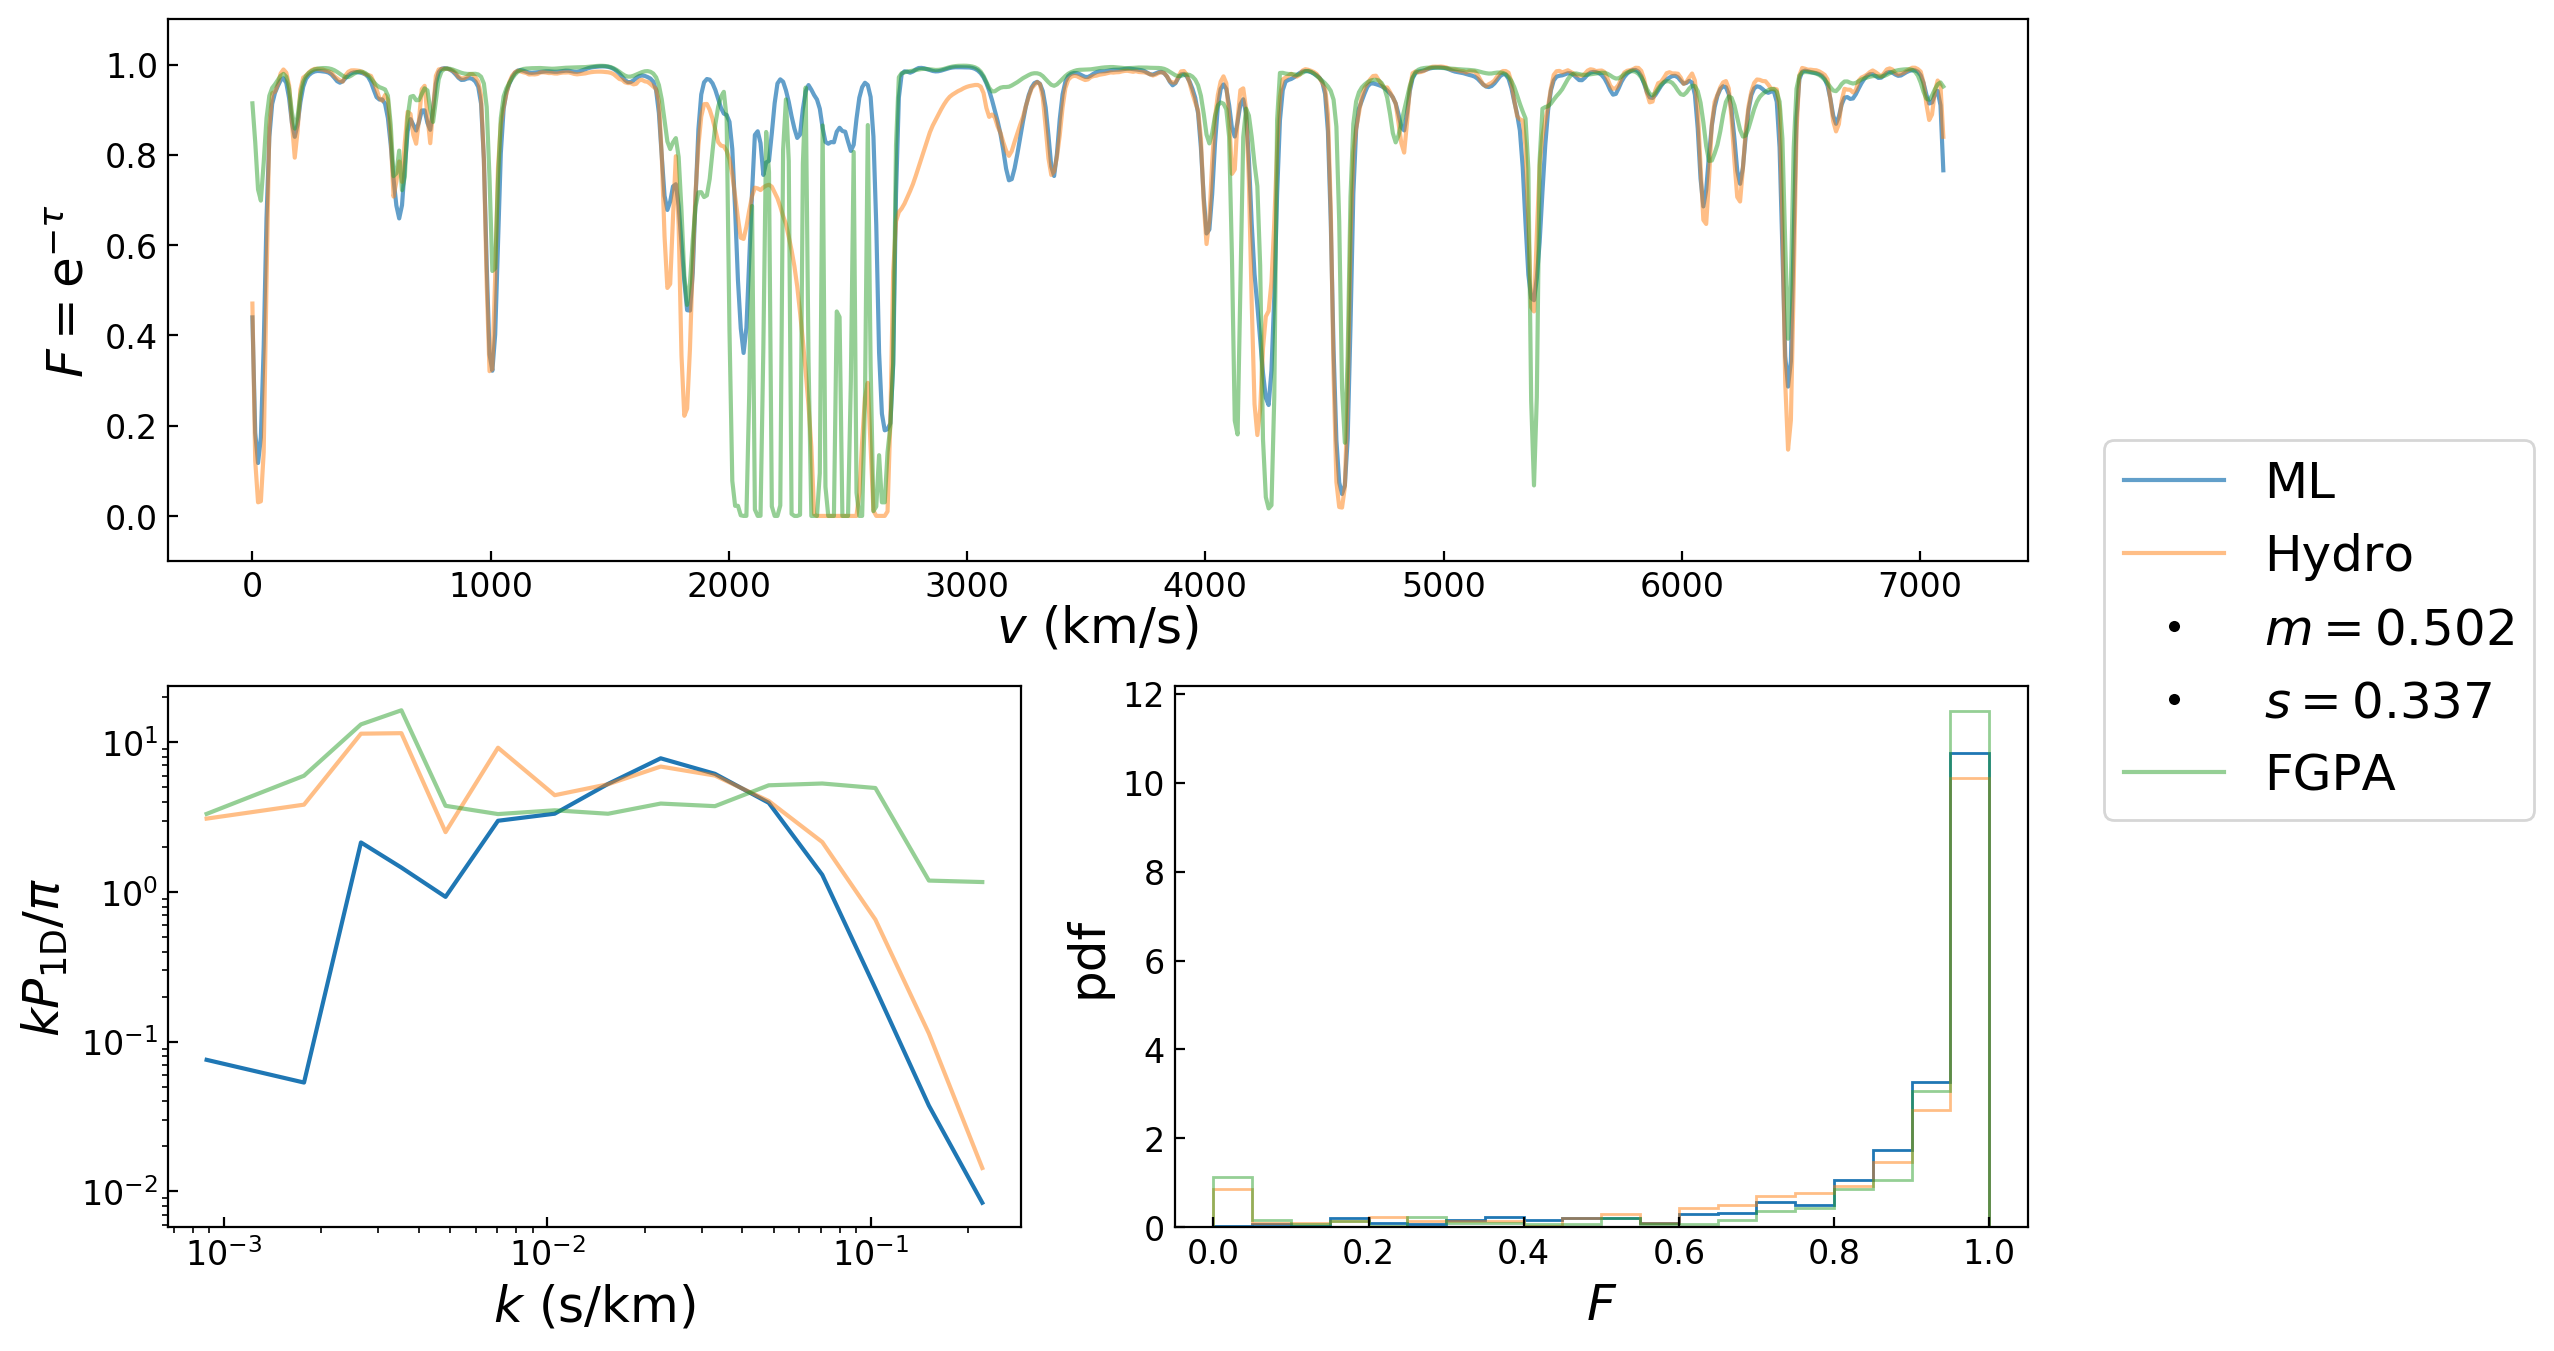 1.0
0.8
0.6
0.4
0.2
0.0
F = e^{−τ}
0 1000 2000 3000 4000 5000 6000 7000
v (km/s)
ML
Hydro
m = 0.502
s = 0.337
FGPA
10^1
10^0
10^{−1}
10^{−2}
kP_{1D}/π
10^{−3} 10^{−2} 10^{−1}
k (s/km)
12
10
8
6
4
2
0
pdf
0.0 0.2 0.4 0.6 0.8 1.0
F